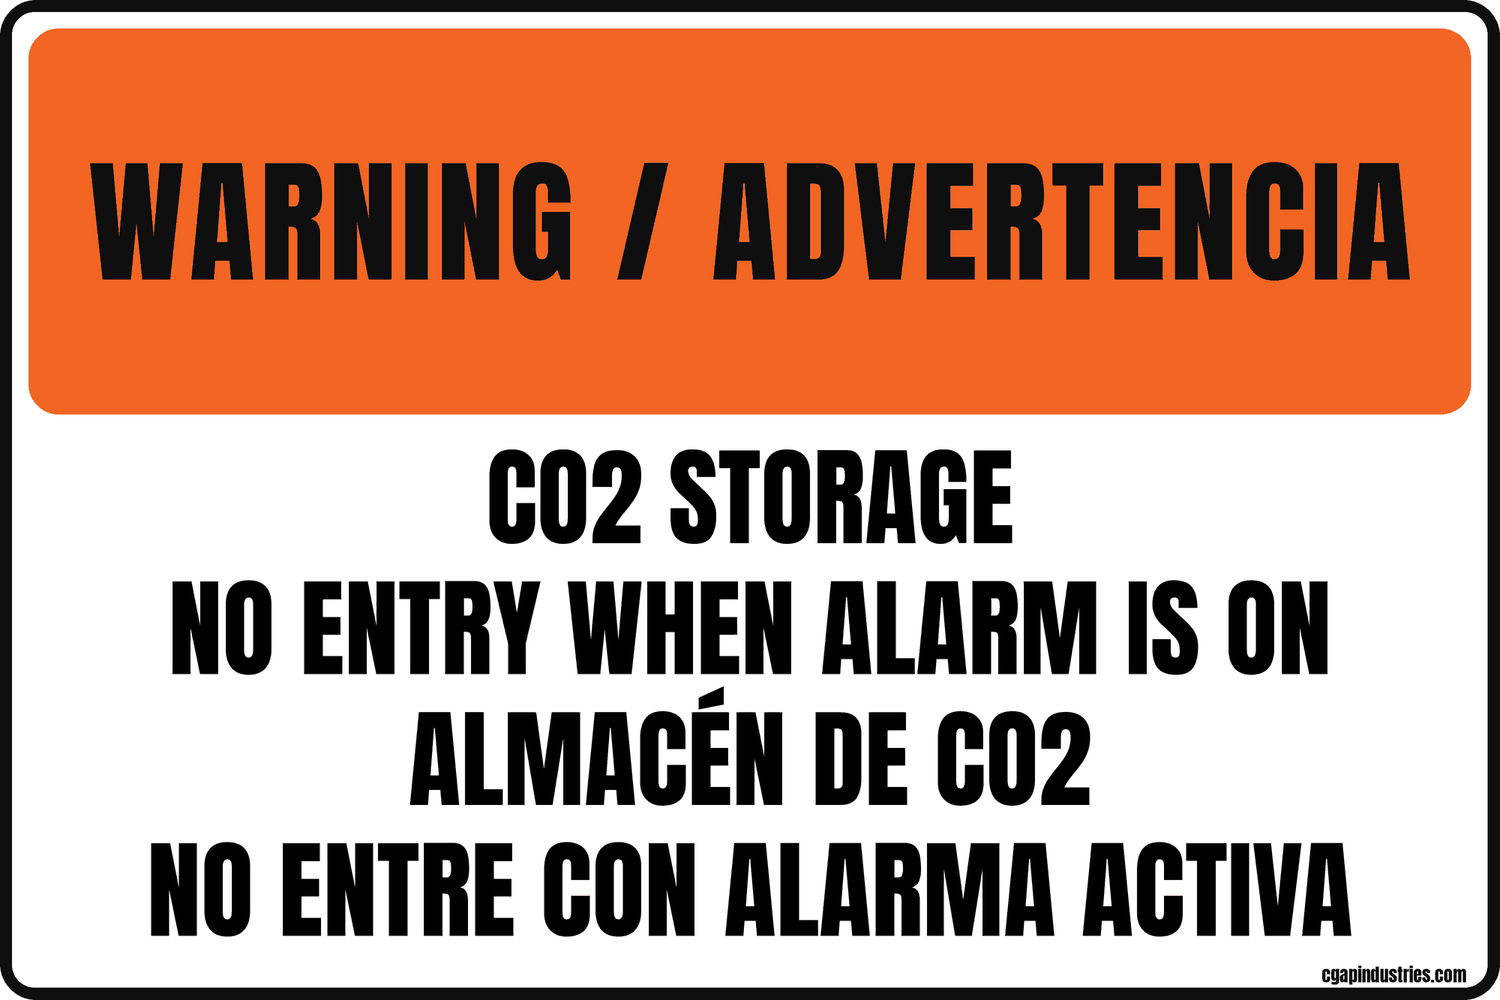 WARNING / ADVERTENCIA
CO2 STORAGE
NO ENTRY WHEN ALARM IS ON
ALMACÉN DE CO2
NO ENTRE CON ALARMA ACTIVA
cgapindustries.com